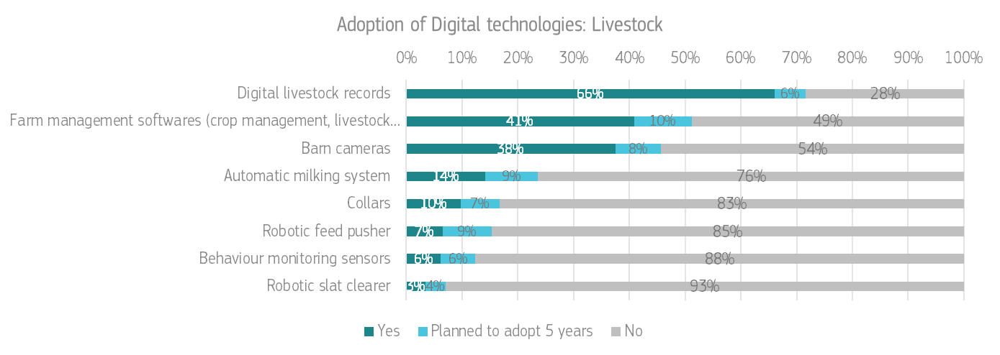 Adoption of Digital technologies: Livestock
0% 10% 20% 30% 40% 50% 60% 70% 80% 90% 100%
Digital livestock records 66% 6% 28%
Farm management softwares (crop management, livestock... 41% 10% 49%
Barn cameras 38% 8% 54%
Automatic milking system 14% 9% 76%
Collars 10% 7% 83%
Robotic feed pusher 7% 9% 85%
Behaviour monitoring sensors 6% 6% 88%
Robotic slat clearer 3% 4% 93%
Yes Planned to adopt 5 years No